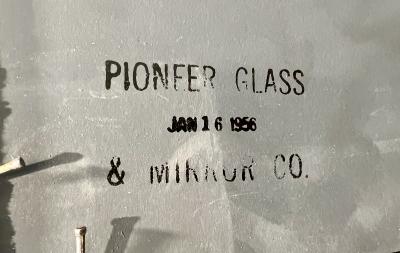 PIONEER GLASS
JAN 16 1956
& MIRROR CO.